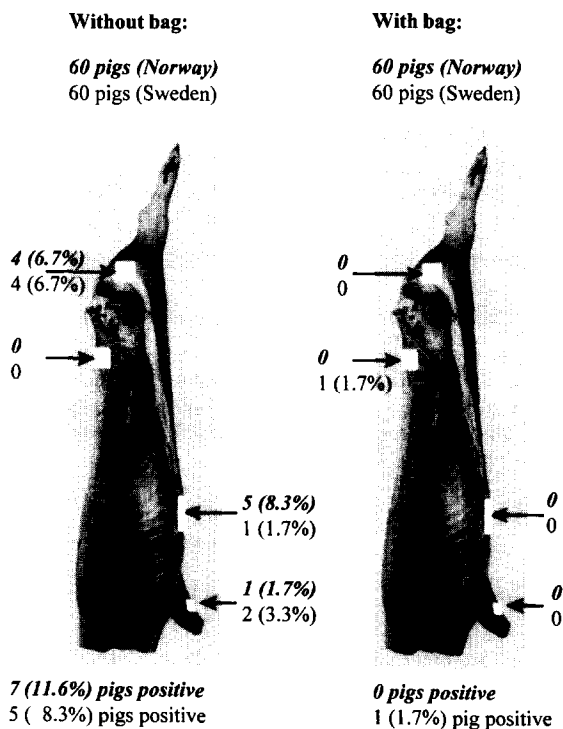 Without bag:
60 pigs (Norway)
60 pigs (Sweden)
4 (6.7%)
4 (6.7%)
0
0
5 (8.3%)
1 (1.7%)
1 (1.7%)
2 (3.3%)
7 (11.6%) pigs positive
5 ( 8.3%) pigs positive
With bag:
60 pigs (Norway)
60 pigs (Sweden)
0
0
0
1 (1.7%)
0
0
0
0
0 pigs positive
1 (1.7%) pig positive